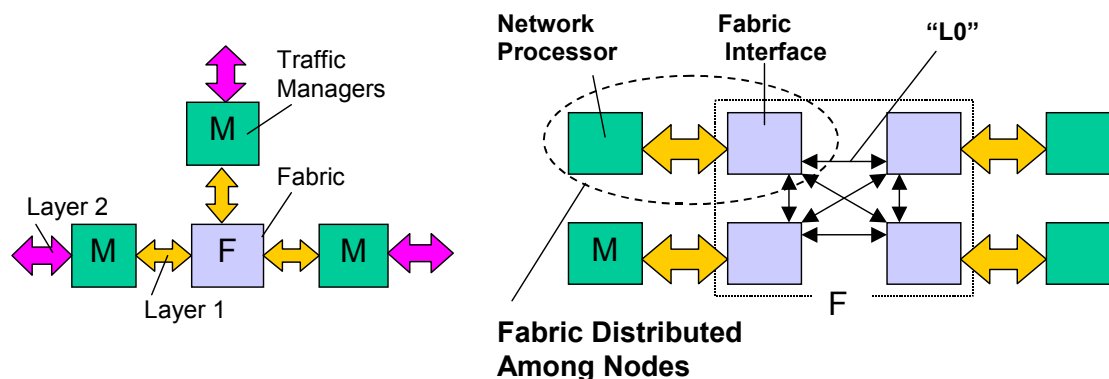 Traffic
Managers
M
Fabric
Layer 2
M
F
M
Layer 1
Network
Processor
Fabric
Interface
“L0”
M
F
Fabric Distributed
Among Nodes